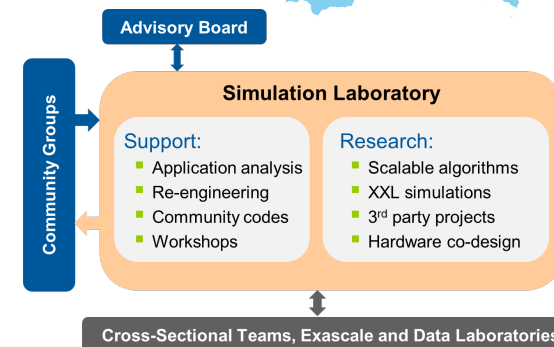 Advisory Board
Community Groups
Simulation Laboratory
Support:
Application analysis
Re-engineering
Community codes
Workshops
Research:
Scalable algorithms
XXL simulations
3rd party projects
Hardware co-design
Cross-Sectional Teams, Exascale and Data Laboratories